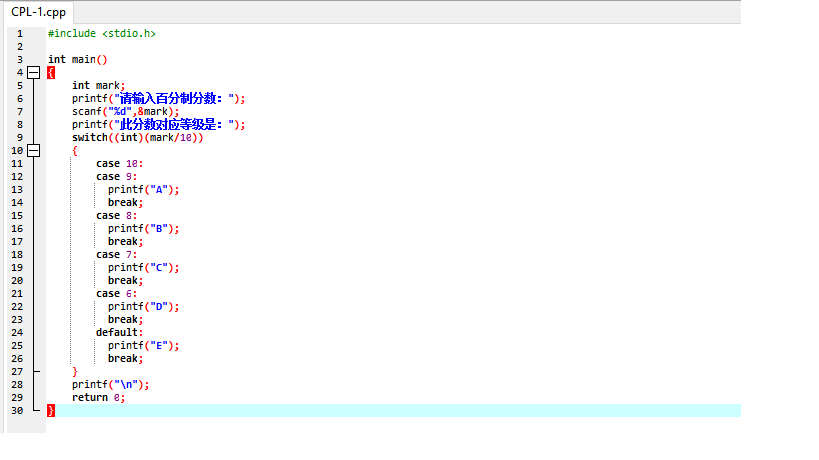 CPL-1.cpp
1 #include <stdio.h>
2
3 int main()
4 {
5 int mark;
6 printf("请输入百分制分数：");
7 scanf("%d",&mark);
8 printf("此分数对应等级是：");
9 switch((int)(mark/10))
10 {
11 case 10:
12 case 9:
13 printf("A");
14 break;
15 case 8:
16 printf("B");
17 break;
18 case 7:
19 printf("C");
20 break;
21 case 6:
22 printf("D");
23 break;
24 default:
25 printf("E");
26 break;
27 }
28 printf("\n");
29 return 0;
30 }